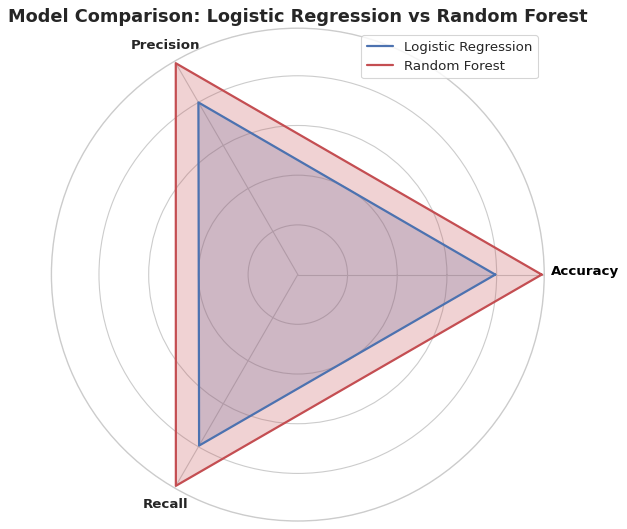 Model Comparison: Logistic Regression vs Random Forest
Precision
Logistic Regression
Random Forest
Accuracy
Recall